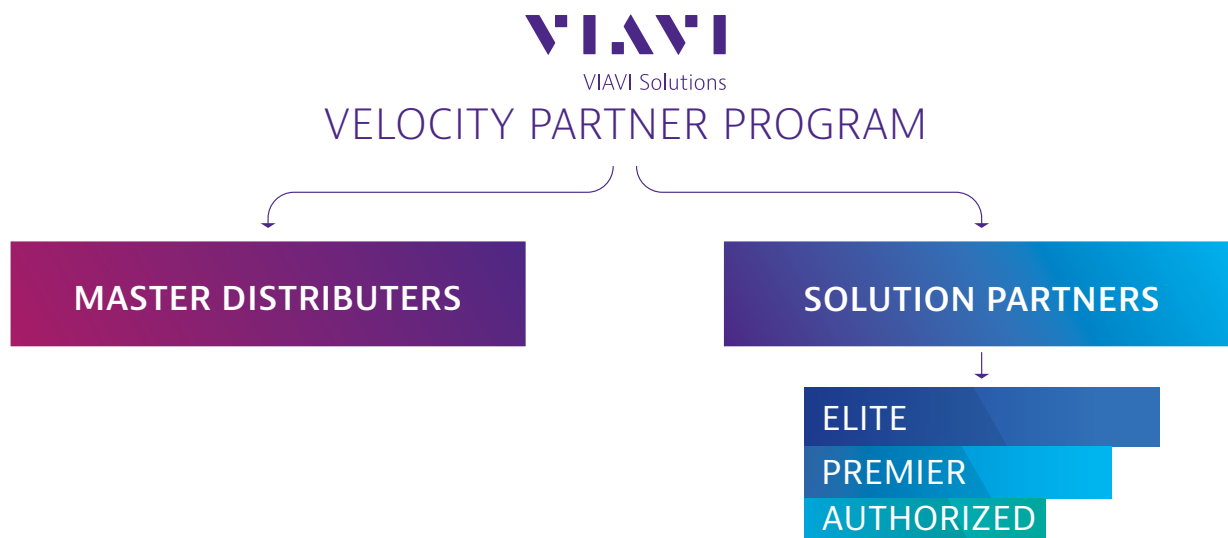 VIAVI
VIAVI Solutions
VELOCITY PARTNER PROGRAM
MASTER DISTRIBUTERS
SOLUTION PARTNERS
ELITE
PREMIER
AUTHORIZED